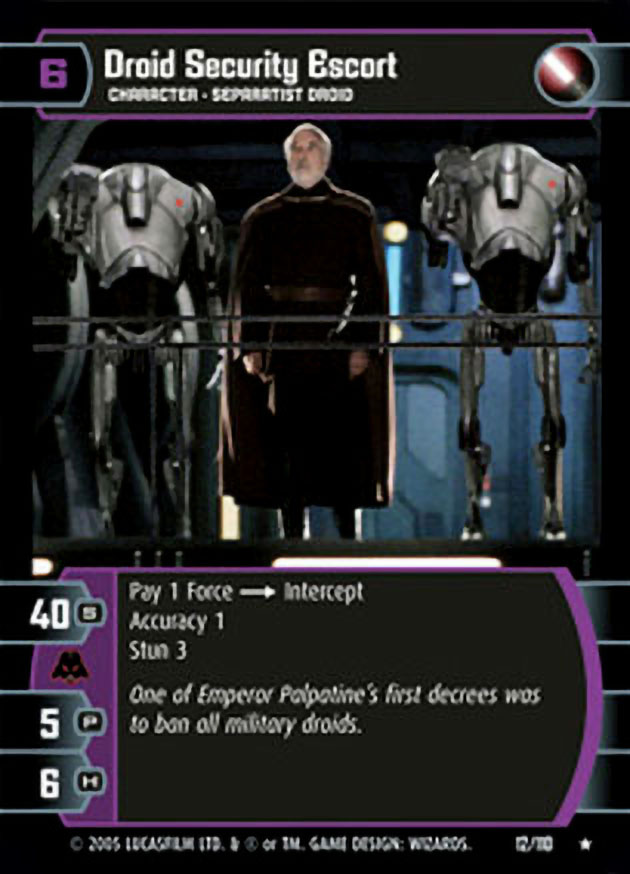 6
Droid Security Escort
CHARACTER - SEPARATIST DROID
40 S
Pay 1 Force → Intercept
Accuracy 1
Stun 3
One of Emperor Palpatine's first decrees was
to ban all military droids.
5 P
6 H
© 2005 LUCASFILM LTD. & ® or TM. GAME DESIGN: WIZARDS. 12/110 ★